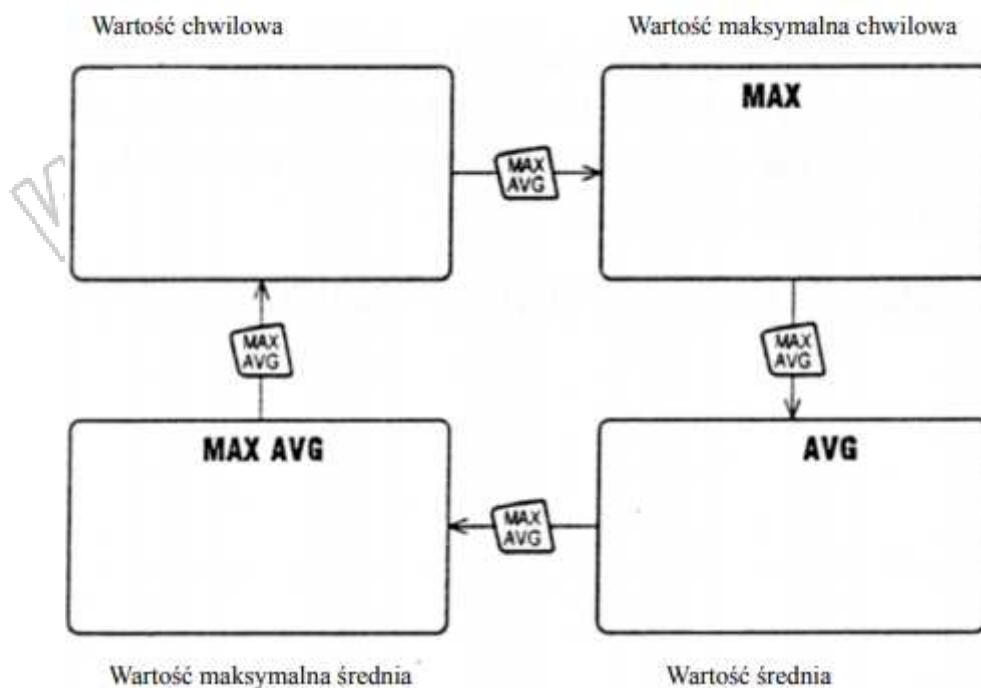 Wartość chwilowa
Wartość maksymalna chwilowa
MAX
MAX
AVG
MAX
AVG
MAX
AVG
MAX AVG
AVG
MAX
AVG
Wartość maksymalna średnia
Wartość średnia